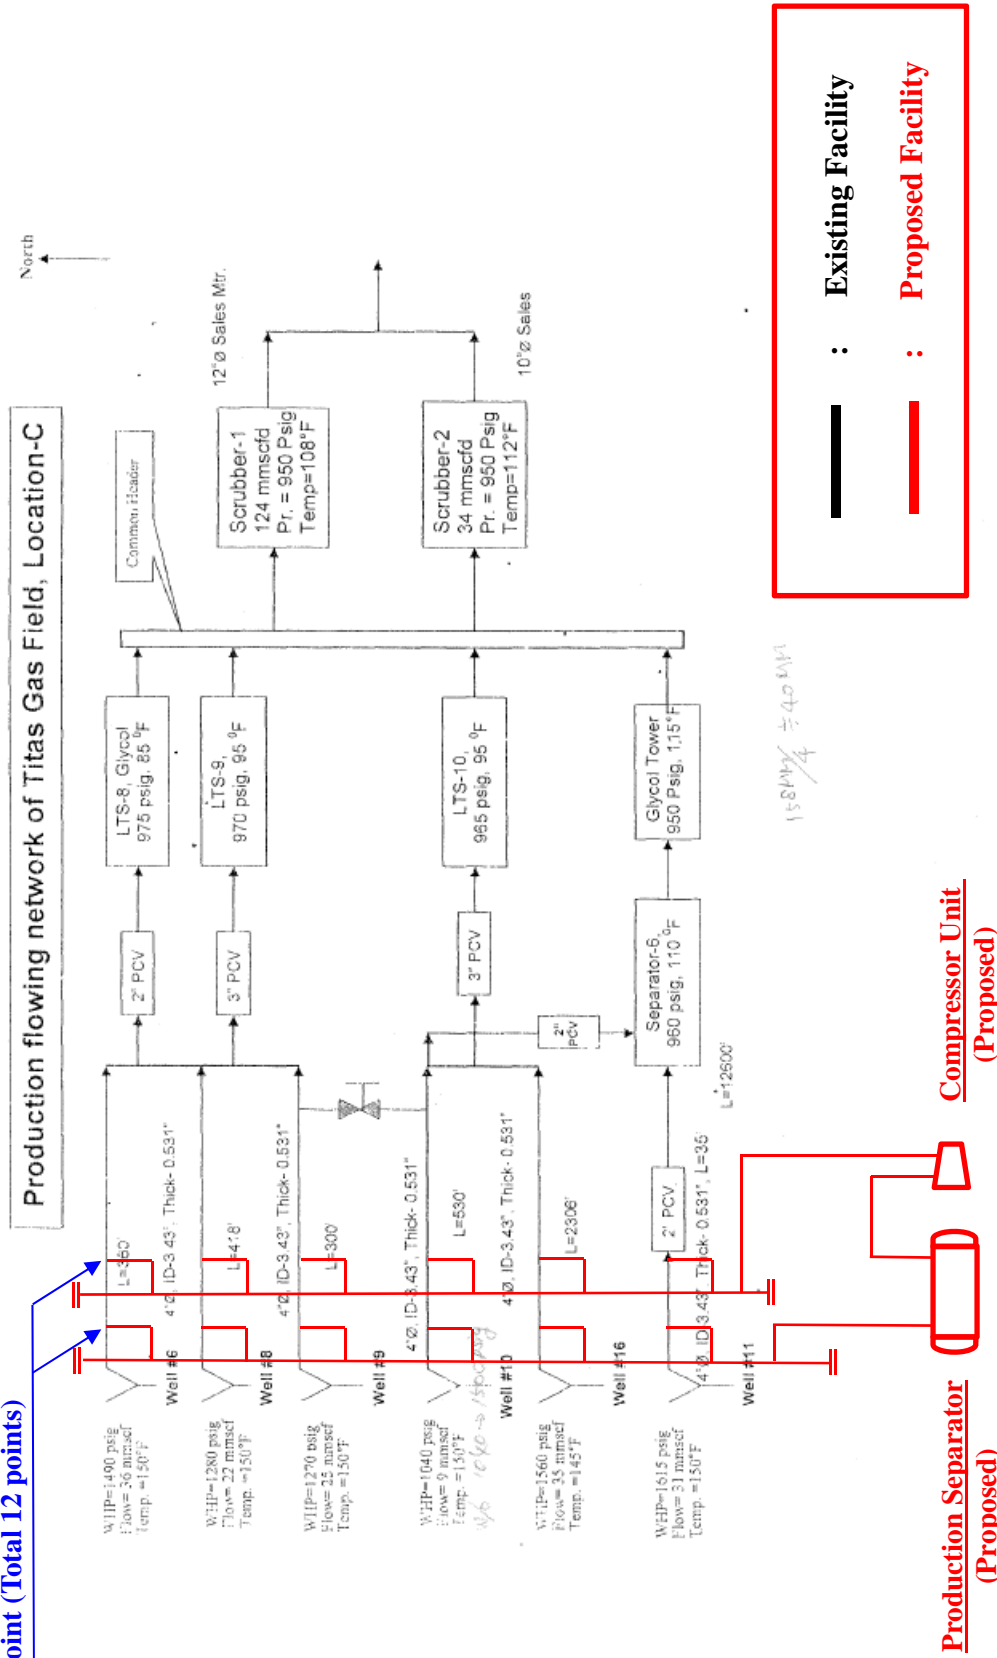 Production flowing network of Titas Gas Field, Location-C
North
oint (Total 12 points)
WHP=1490 psig
Flow= 36 mmscf
Temp. =150°F
Well #6
L=360'
4"Ø, ID-3.43", Thick- 0.531"
WHP=1280 psig
Flow= 22 mmscf
Temp. =150°F
Well #8
L=418'
4"Ø, ID-3.43", Thick- 0.531"
WHP=1270 psig
Flow= 25 mmscf
Temp. =150°F
Well #9
L=300'
WHP=1040 psig
Flow= 9 mmscf
Temp. =150°F
Well #10
4"Ø, ID-3.43", Thick- 0.531"
L=530'
4"Ø, ID-3.43", Thick- 0.531"
WHP=1560 psig
Flow= 35 mmscf
Temp =145°F
Well #16
L=2306'
WHP=1615 psig
Flow= 31 mmscf
Temp. =150°F
Well #11
4"Ø, ID-3.43", Thick- 0.531", L=35'
2" PCV
L=12600'
2" PCV
3" PCV
3" PCV
2"
PCV
LTS-8, Glycol
975 psig, 85 °F
LTS-9,
970 psig, 95 °F
LTS-10,
965 psig, 95 °F
Separator-6,
960 psig, 110 °F
Glycol Tower
950 Psig, 115°F
Common Header
Scrubber-1
124 mmscfd
Pr. = 950 Psig
Temp=108°F
Scrubber-2
34 mmscfd
Pr. = 950 Psig
Temp=112°F
12"Ø Sales Mtr.
10"Ø Sales
Existing Facility
:
Proposed Facility
:
Production Separator
(Proposed)
Compressor Unit
(Proposed)